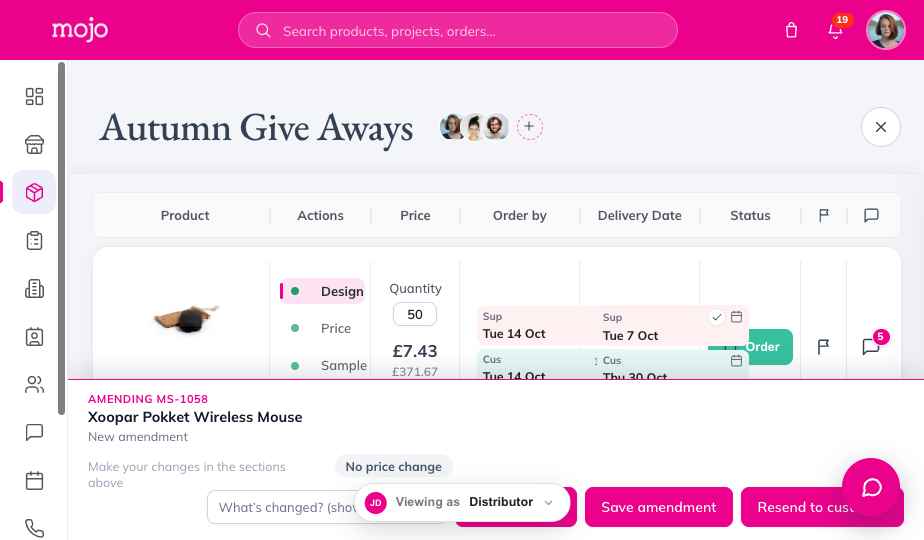 mojo
Search products, projects, orders...
19
Autumn Give Aways
Product
Actions
Price
Order by
Delivery Date
Status
Design
Price
Sample
Quantity
50
£7.43
£371.67
Sup
Tue 14 Oct
Cus
Tue 14 Oct
Sup
Tue 7 Oct
: Cus
Thu 30 Oct
Order
5
AMENDING MS-1058
Xoopar Pokket Wireless Mouse
New amendment
Make your changes in the sections
above
No price change
What's changed? (show
JD Viewing as Distributor
Save amendment
Resend to